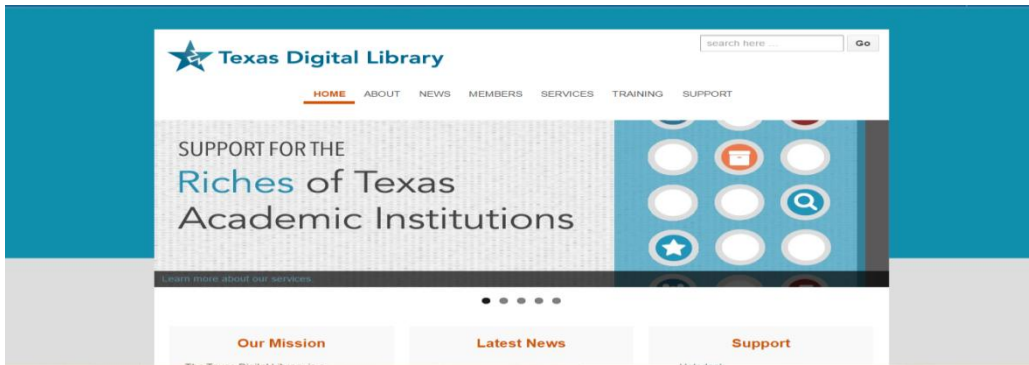 Texas Digital Library
search here ...
Go
HOME ABOUT NEWS MEMBERS SERVICES TRAINING SUPPORT
SUPPORT FOR THE
Riches of Texas
Academic Institutions
Learn more about our services
Our Mission
Latest News
Support